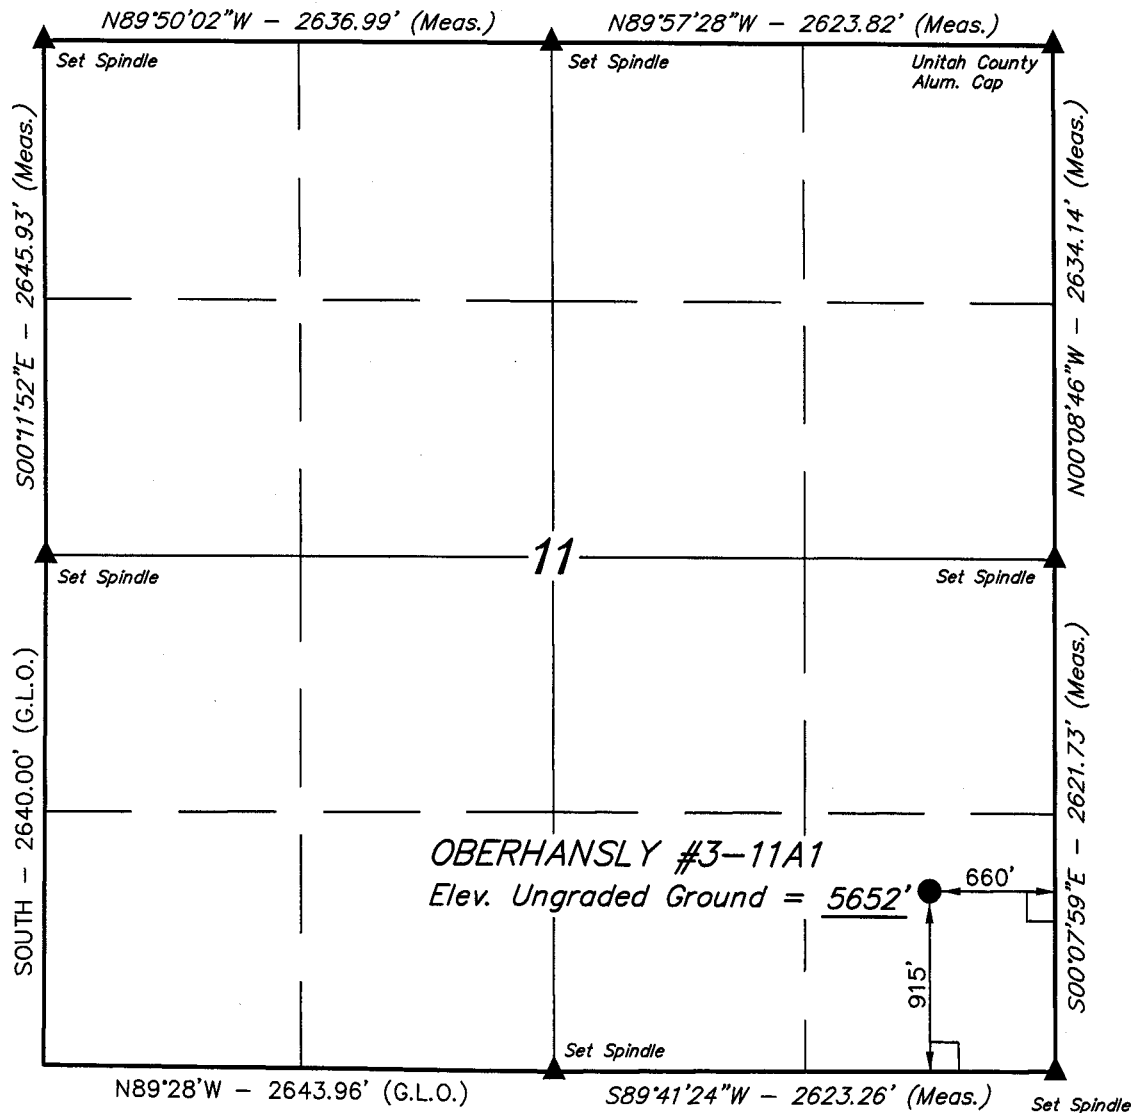 N89°50'02"W - 2636.99' (Meas.)
N89°57'28"W - 2623.82' (Meas.)
Set Spindle
Set Spindle
Unitah County
Alum. Cap
S00°11'52"E - 2645.93' (Meas.)
N00°08'46"W - 2634.14' (Meas.)
11
Set Spindle
Set Spindle
SOUTH - 2640.00' (G.L.O.)
S00°07'59"E - 2621.73' (Meas.)
OBERHANSLY #3-11A1
Elev. Ungraded Ground = 5652'
660'
915'
Set Spindle
N89°28'W - 2643.96' (G.L.O.)
S89°41'24"W - 2623.26' (Meas.)
Set Spindle